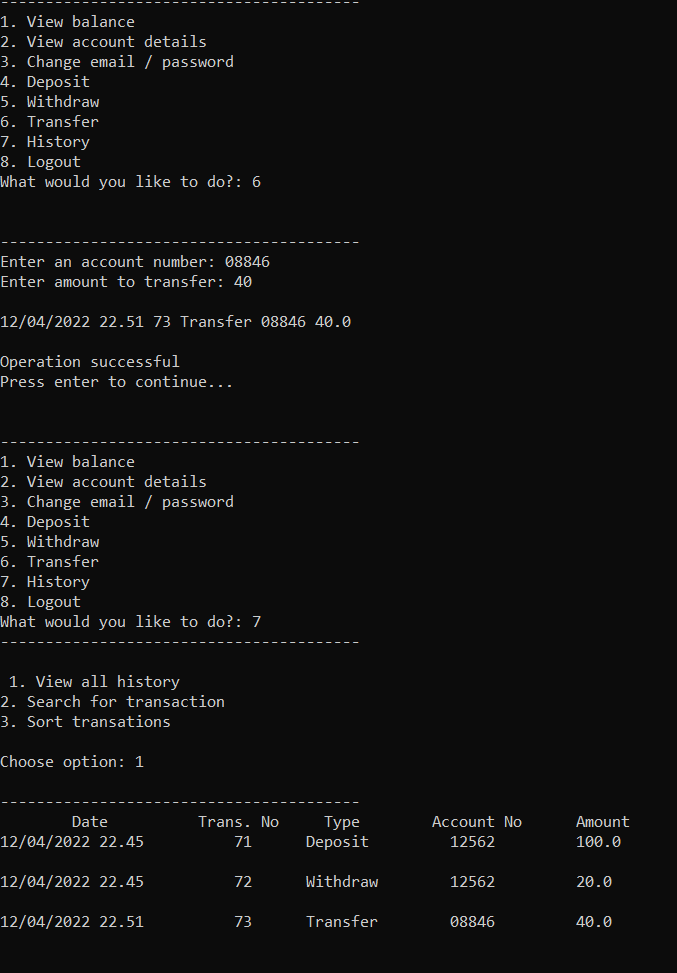 ----------------------------------------
1. View balance
2. View account details
3. Change email / password
4. Deposit
5. Withdraw
6. Transfer
7. History
8. Logout
What would you like to do?: 6
----------------------------------------
Enter an account number: 08846
Enter amount to transfer: 40
12/04/2022 22.51 73 Transfer 08846 40.0
Operation successful
Press enter to continue...
----------------------------------------
1. View balance
2. View account details
3. Change email / password
4. Deposit
5. Withdraw
6. Transfer
7. History
8. Logout
What would you like to do?: 7
----------------------------------------
1. View all history
2. Search for transaction
3. Sort transations
Choose option: 1
----------------------------------------
Date Trans. No Type Account No Amount
12/04/2022 22.45 71 Deposit 12562 100.0
12/04/2022 22.45 72 Withdraw 12562 20.0
12/04/2022 22.51 73 Transfer 08846 40.0